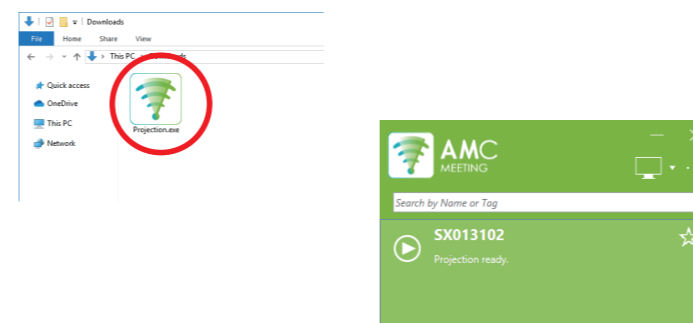 Downloads
File Home Share View
This PC
Quick access
OneDrive
This PC
Network
Projection.exe
AMC
MEETING
Search by Name or Tag
SX013102
Projection ready.